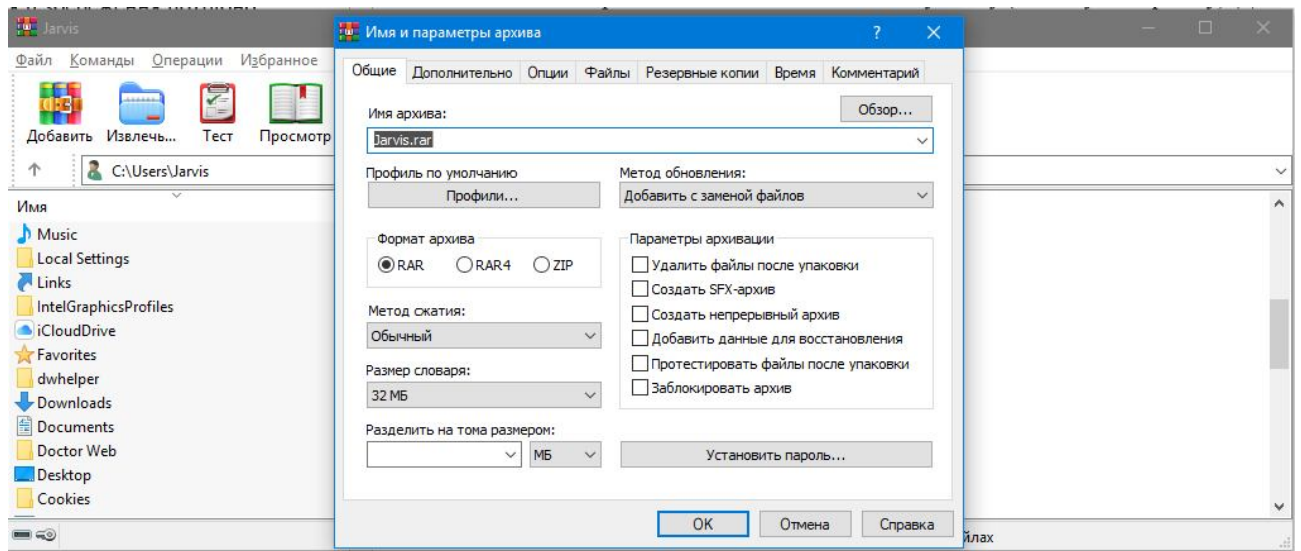 Jarvis
Файл Команды Операции Избранное
Добавить Извлечь... Тест Просмотр
C:\Users\Jarvis
Имя
Music
Local Settings
Links
IntelGraphicsProfiles
iCloudDrive
Favorites
dwhelper
Downloads
Documents
Doctor Web
Desktop
Cookies
Имя и параметры архива
Общие Дополнительно Опции Файлы Резервные копии Время Комментарий
Имя архива:
Обзор...
Jarvis.rar
Профиль по умолчанию
Профили...
Метод обновления:
Добавить с заменой файлов
Формат архива
RAR RAR4 ZIP
Метод сжатия:
Обычный
Размер словаря:
32 МБ
Разделить на тома размером:
МБ
Параметры архивации
Удалить файлы после упаковки
Создать SFX-архив
Создать непрерывный архив
Добавить данные для восстановления
Протестировать файлы после упаковки
Заблокировать архив
Установить пароль...
OK Отмена Справка